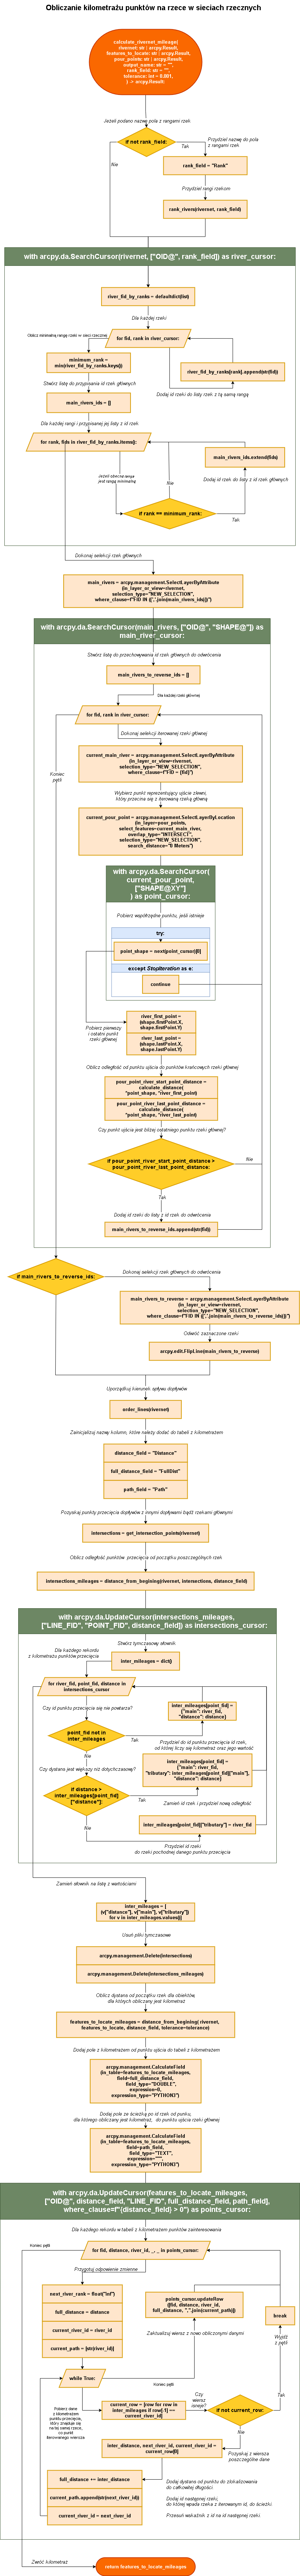 Obliczanie kilometrażu punktów na rzece w sieciach rzecznych
calculate_rivernet_mileage(
rivernet: str | arcpy.Result,
features_to_locate: str | arcpy.Result,
pour_points: str | arcpy.Result,
output_name: str = "",
rank_field: str = "",
tolerance: int = 0.001,
) -> arcpy.Result
Jeżeli podano nazwę pola z rangami rzek
if not rank_field:
Tak
Przydziel nazwę do pola
z rangami rzek
Nie
rank_field = "Rank"
Przydziel rangi rzekom
rank_rivers(rivernet, rank_field)
with arcpy.da.SearchCursor(rivernet, ["OID@", rank_field]) as river_cursor:
river_fid_by_ranks = defaultdict(list)
Dla każdej rzeki
Oblicz minimalną rangę rzeki w sieci rzecznej
for fid, rank in river_cursor:
minimum_rank =
min(river_fid_by_ranks.keys())
river_fid_by_ranks[rank].append(str(fid))
Stwórz listę do przypisania id rzek głównych
Dodaj id rzeki do listy rzek z tą samą rangą
main_rivers_ids = []
Dla każdej rangi i przypisanej jej listy z id rzek
for rank, fids in river_fid_by_ranks.items():
main_rivers_ids.extend(fids)
Jeżeli obecna ranga
jest rangą minimalną
Nie
Dodaj id rzek do listy z id rzek głównych
if rank == minimum_rank:
Tak
Dokonaj selekcji rzek głównych
main_rivers = arcpy.management.SelectLayerByAttribute
(in_layer_or_view=rivernet,
selection_type="NEW_SELECTION",
where_clause=f"FID IN ({','.join(main_rivers_ids)})")
with arcpy.da.SearchCursor(main_rivers, ["OID@", "SHAPE@"]) as
main_river_cursor:
Stwórz listę do przechowywania id rzek głównych do odwrócenia
main_rivers_to_reverse_ids = []
Dla każdej rzeki głównej
for fid, rank in river_cursor:
Dokonaj selekcji iterowanej rzeki głównej
Koniec
pętli
current_main_river = arcpy.management.SelectLayerByAttribute
(in_layer_or_view=rivernet,
selection_type="NEW_SELECTION",
where_clause=f"FID = {fid}")
Wybierz punkt reprezentujący ujście zlewni,
który przecina się z iterowaną rzeką główną
current_pour_point = arcpy.management.SelectLayerByLocation
(in_layer=pour_points,
select_features=current_main_river,
overlap_type="INTERSECT",
selection_type="NEW_SELECTION",
search_distance="8 Meters")
with arcpy.da.SearchCursor(
current_pour_point,
["SHAPE@XY"]
) as point_cursor:
Pobierz współrzędne punktu, jeśli istnieje
try:
point_shape = next(point_cursor)[0]
except StopIteration as e:
continue
river_first_point =
(shape.firstPoint.X,
shape.firstPoint.Y)
Pobierz pierwszy
i ostatni punkt
rzeki głównej
river_last_point =
(shape.lastPoint.X,
shape.lastPoint.Y)
Oblicz odległość od punktu ujścia do punktów krańcowych rzeki głównej
pour_point_river_start_point_distance =
calculate_distance(
*point_shape, *river_first_point)
pour_point_river_last_point_distance =
calculate_distance(
*point_shape, *river_last_point)
Czy punkt ujścia jest bliżej ostatniego punktu rzeki głównej?
if pour_point_river_start_point_distance >
pour_point_river_last_point_distance:
Nie
Tak
Dodaj id rzeki do listy z id rzek do odwrócenia
main_rivers_to_reverse_ids.append(str(fid))
if main_rivers_to_reverse_ids:
Dokonaj selekcji rzek głównych do odwrócenia
main_rivers_to_reverse = arcpy.management.SelectLayerByAttribute
(in_layer_or_view=rivernet,
selection_type="NEW_SELECTION",
where_clause=f"FID IN ({','.join(main_rivers_to_reverse_ids)})")
Odwróć zaznaczone rzeki
arcpy.edit.FlipLine(main_rivers_to_reverse)
Uporządkuj kierunek spływu dopływów
order_lines(rivernet)
Zainicjalizuj nazwy kolumn, które należy dodać do tabeli z kilometrażem
distance_field = "Distance"
full_distance_field = "FullDist"
path_field = "Path"
Pozyskaj punkty przecięcia dopływów z innymi dopływami bądź rzekami głównymi
intersections = get_intersection_points(rivernet)
Oblicz odległość punktów przecięcia od początku poszczególnych rzek
intersections_mileages = distance_from_begining(rivernet, intersections, distance_field)
with arcpy.da.UpdateCursor(intersections_mileages,
["LINE_FID", "POINT_FID", distance_field]) as intersections_cursor:
Stwórz tymczasowy słownik
Dla każdego rekordu
z kilometrażu punktów przecięcia
inter_mileages = dict()
for river_fid, point_fid, distance in
intersections_cursor
Czy id punktu przecięcia się nie powtarza?
inter_mileages[point_fid] =
{"main": river_fid,
"distance": distance}
point_fid not in
inter_mileages
Tak
Przydziel do id punktu przecięcia id rzeki,
od której liczy się kilometraż oraz jego wartość
Nie
Czy dystans jest większy niż dotychczasowy?
inter_mileages[point_fid] =
{"main": river_fid,
"tributary": inter_mileages[point_fid]["main"],
"distance": distance}
if distance >
inter_mileages[point_fid]
["distance"]:
Tak
Zamień id rzek i przydziel nową odległość
Nie
inter_mileages[point_fid]["tributary"] = river_fid
Przydziel id rzeki
do rzeki pochodnej danego punktu przecięcia
Zamień słownik na listę z wartościami
inter_mileages = [
(v["distance"], v["main"], v["tributary"])
for v in inter_mileages.values()]
Usuń pliki tymczasowe
arcpy.management.Delete(intersections)
arcpy.management.Delete(intersections_mileages)
Oblicz dystans od początku rzek dla obiektów,
dla których obliczany jest kilometraż
features_to_locate_mileages = distance_from_begining( rivernet,
features_to_locate, distance_field, tolerance=tolerance)
Dodaj pole z kilometrażem od punktu ujścia do tabeli z kilometrażem
arcpy.management.CalculateField
(in_table=features_to_locate_mileages,
field=full_distance_field,
field_type="DOUBLE",
expression=0,
expression_type="PYTHON3")
Dodaj pole ze ścieżką po id rzek od punktu,
dla którego obliczany jest kilometraż, do punktu ujścia rzeki głównej
arcpy.management.CalculateField
(in_table=features_to_locate_mileages,
field=path_field,
field_type="TEXT",
expression="''",
expression_type="PYTHON3")
with arcpy.da.UpdateCursor(features_to_locate_mileages,
["OID@", distance_field, "LINE_FID", full_distance_field, path_field],
where_clause=f"{distance_field} > 0") as points_cursor:
Dla każdego rekordu w tabeli z kilometrażem punktów zainteresowania
Koniec pętli
for fid, distance, river_id, _, _ in points_cursor:
Przygotuj odpowiednie zmienne
next_river_rank = float("inf")
full_distance = distance
current_river_id = river_id
current_path = [str(river_id)]
points_cursor.updateRow
([fid, distance, river_id,
full_distance, ",".join(current_path)])
break
Zaktualizuj wiersz o nowo obliczonymi danymi
Wyjdź
z pętli
while True:
Koniec pętli
Tak
Pobierz dane
z kilometrażem
punktu przecięcia,
który znajduje się
na tej samej rzece,
co punkt
iterowanego wiersza
current_row = [row for row in
inter_mileages if row[-1] ==
current_river_id]
Czy
wiersz
istnieje?
if not current_row:
Nie
inter_distance, next_river_id, current_river_id =
current_row[0]
Pozyskaj z wiersza
poszczególne dane
full_distance += inter_distance
Dodaj dystans od punktu do zlokalizowania
do całkowitej długości
current_path.append(str(next_river_id))
Dodaj id następnej rzeki,
do której wpada rzeka z iterowanym id, do ścieżki
current_river_id = next_river_id
Przesuń wskaźnik z id na id następnej rzeki.
Zwróć kilometraż
return features_to_locate_mileages